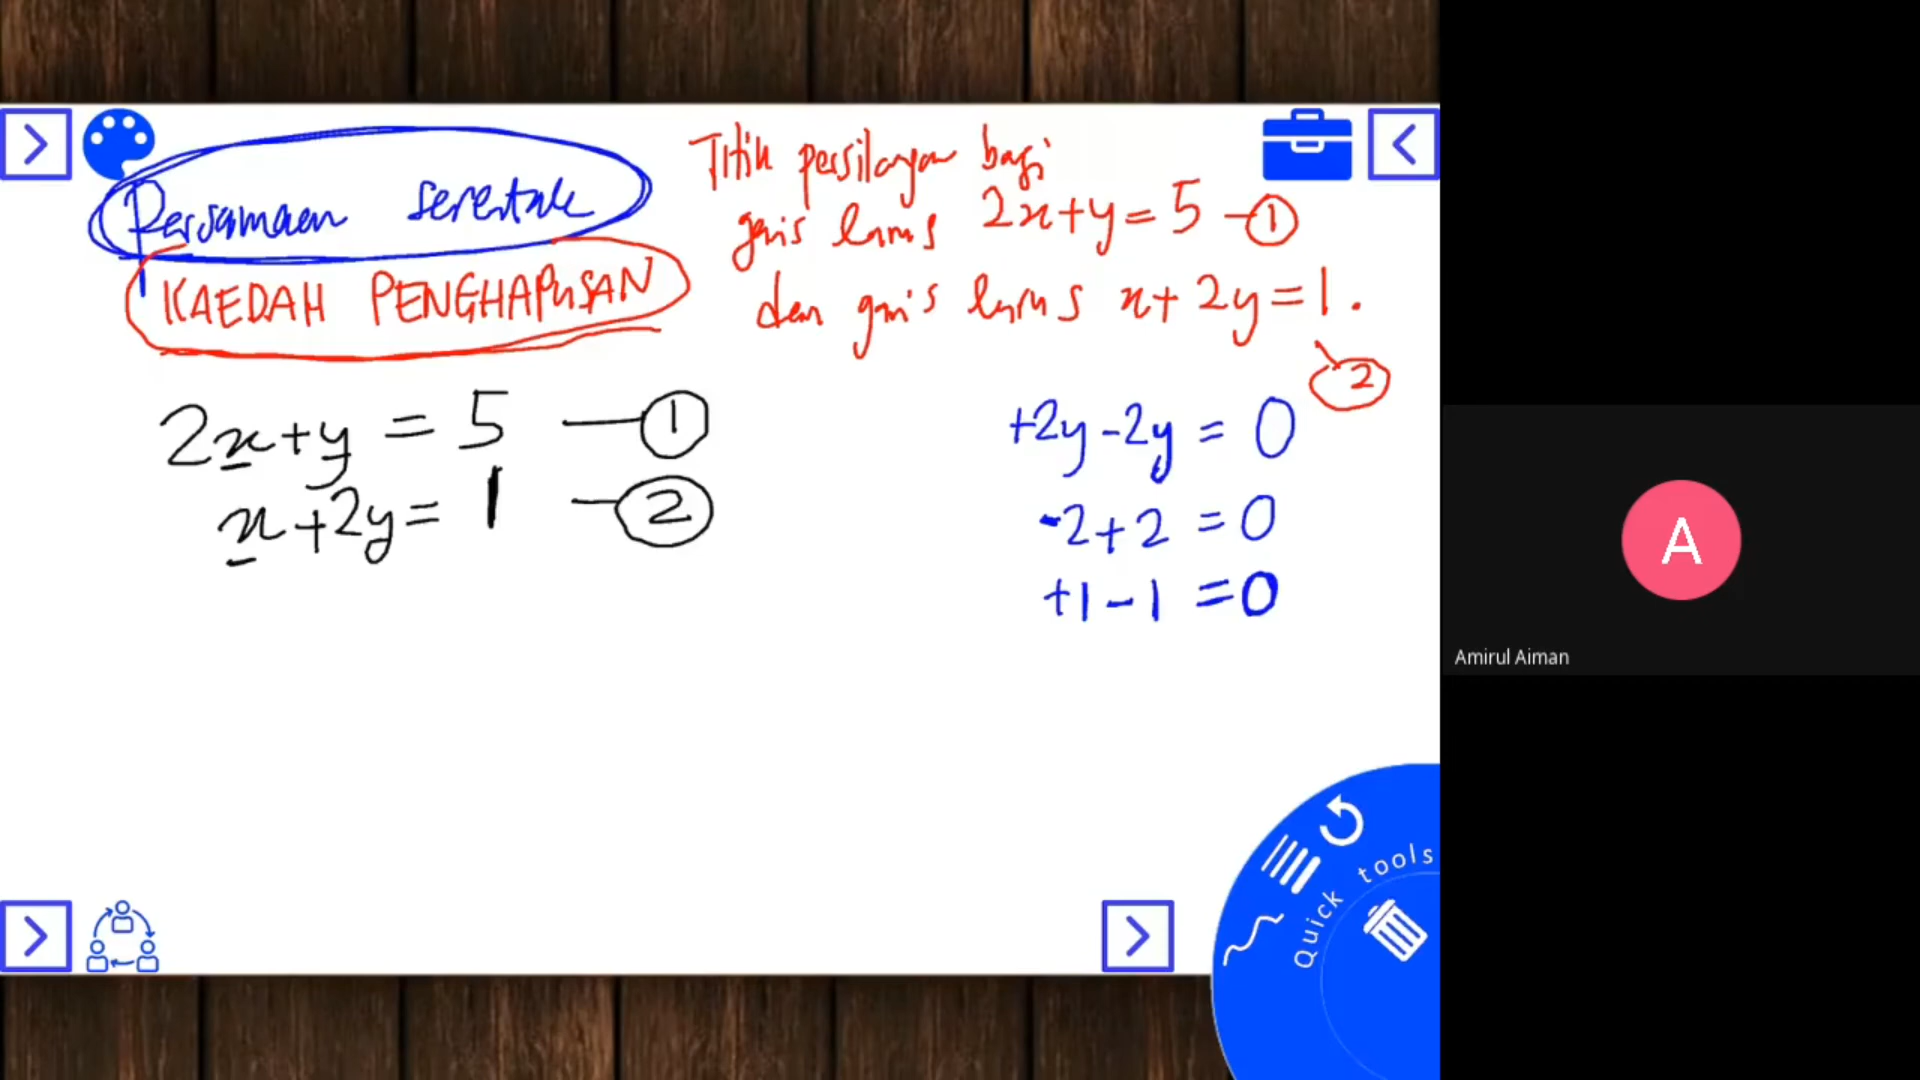 Persamaan serentak
KAEDAH PENGHAPUSAN
Titik persilangan bagi
garis lurus 2x+y=5 —①
dan garis lurus x+2y=1.
②
2x+y = 5 —①
x+2y= 1 —②
+2y-2y = 0
-2+2 = 0
+1-1 = 0
A
Amirul Aiman
Quick tools